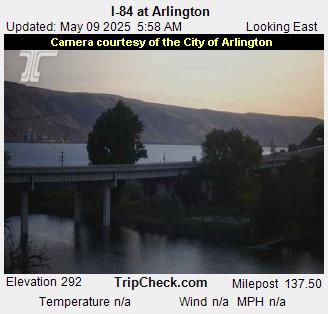 I-84 at Arlington
Updated: May 09 2025 5:58 AM Looking East
Camera courtesy of the City of Arlington
Elevation 292 TripCheck.com Milepost 137.50
Temperature n/a Wind n/a MPH n/a